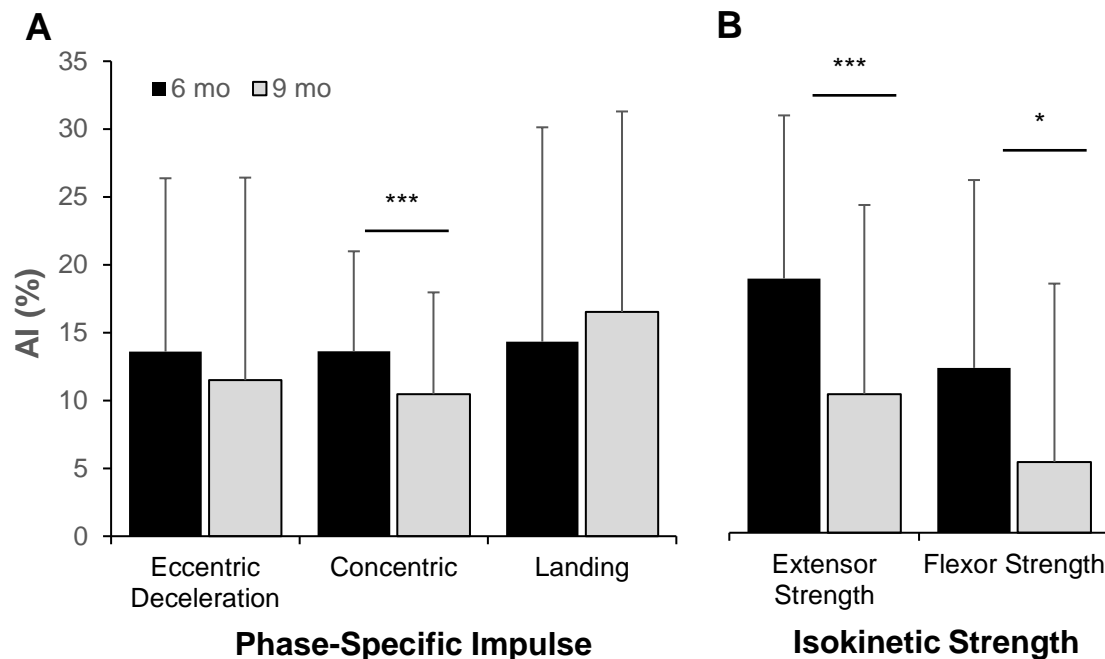 A
B
35
30
25
20
15
10
5
0
AI (%)
6 mo
9 mo
***
***
*
Eccentric
Deceleration
Concentric
Landing
Phase-Specific Impulse
Extensor
Strength
Flexor Strength
Isokinetic Strength